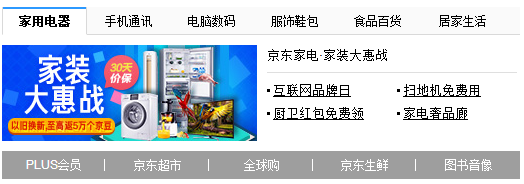 家用电器 手机通讯 电脑数码 服饰鞋包 食品百货 居家生活
家装
大惠战
30天
价保
以旧换新,至高返5万个京豆
京东家电·家装大惠战
互联网品牌日 扫地机免费用
厨卫红包免费领 家电奢品廊
PLUS会员 | 京东超市 | 全球购 | 京东生鲜 | 图书音像